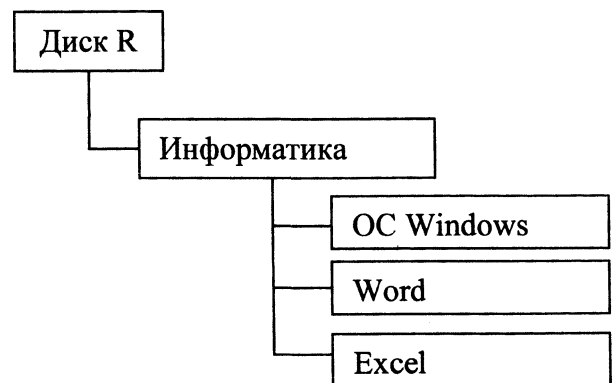 Диск R
Информатика
ОС Windows
Word
Excel